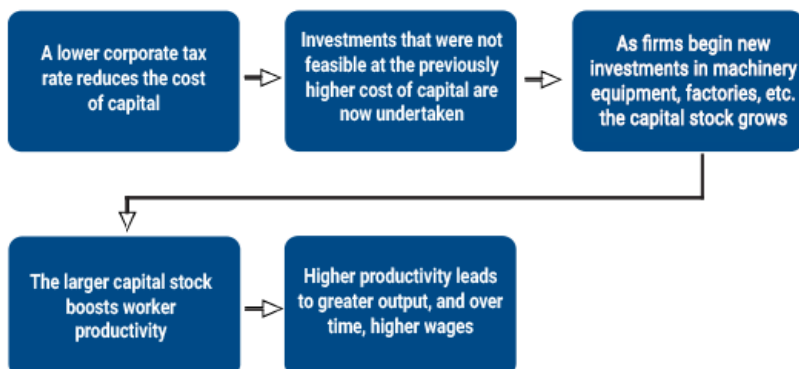 A lower corporate tax
rate reduces the cost
of capital
Investments that were not
feasible at the previously
higher cost of capital are
now undertaken
As firms begin new
investments in machinery
equipment, factories, etc.
the capital stock grows
The larger capital stock
boosts worker
productivity
Higher productivity leads
to greater output, and over
time, higher wages